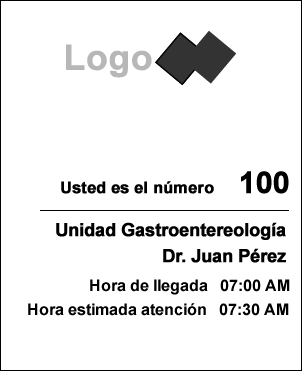 Logo
Usted es el número 100
Unidad Gastroentereología
Dr. Juan Pérez
Hora de llegada 07:00 AM
Hora estimada atención 07:30 AM